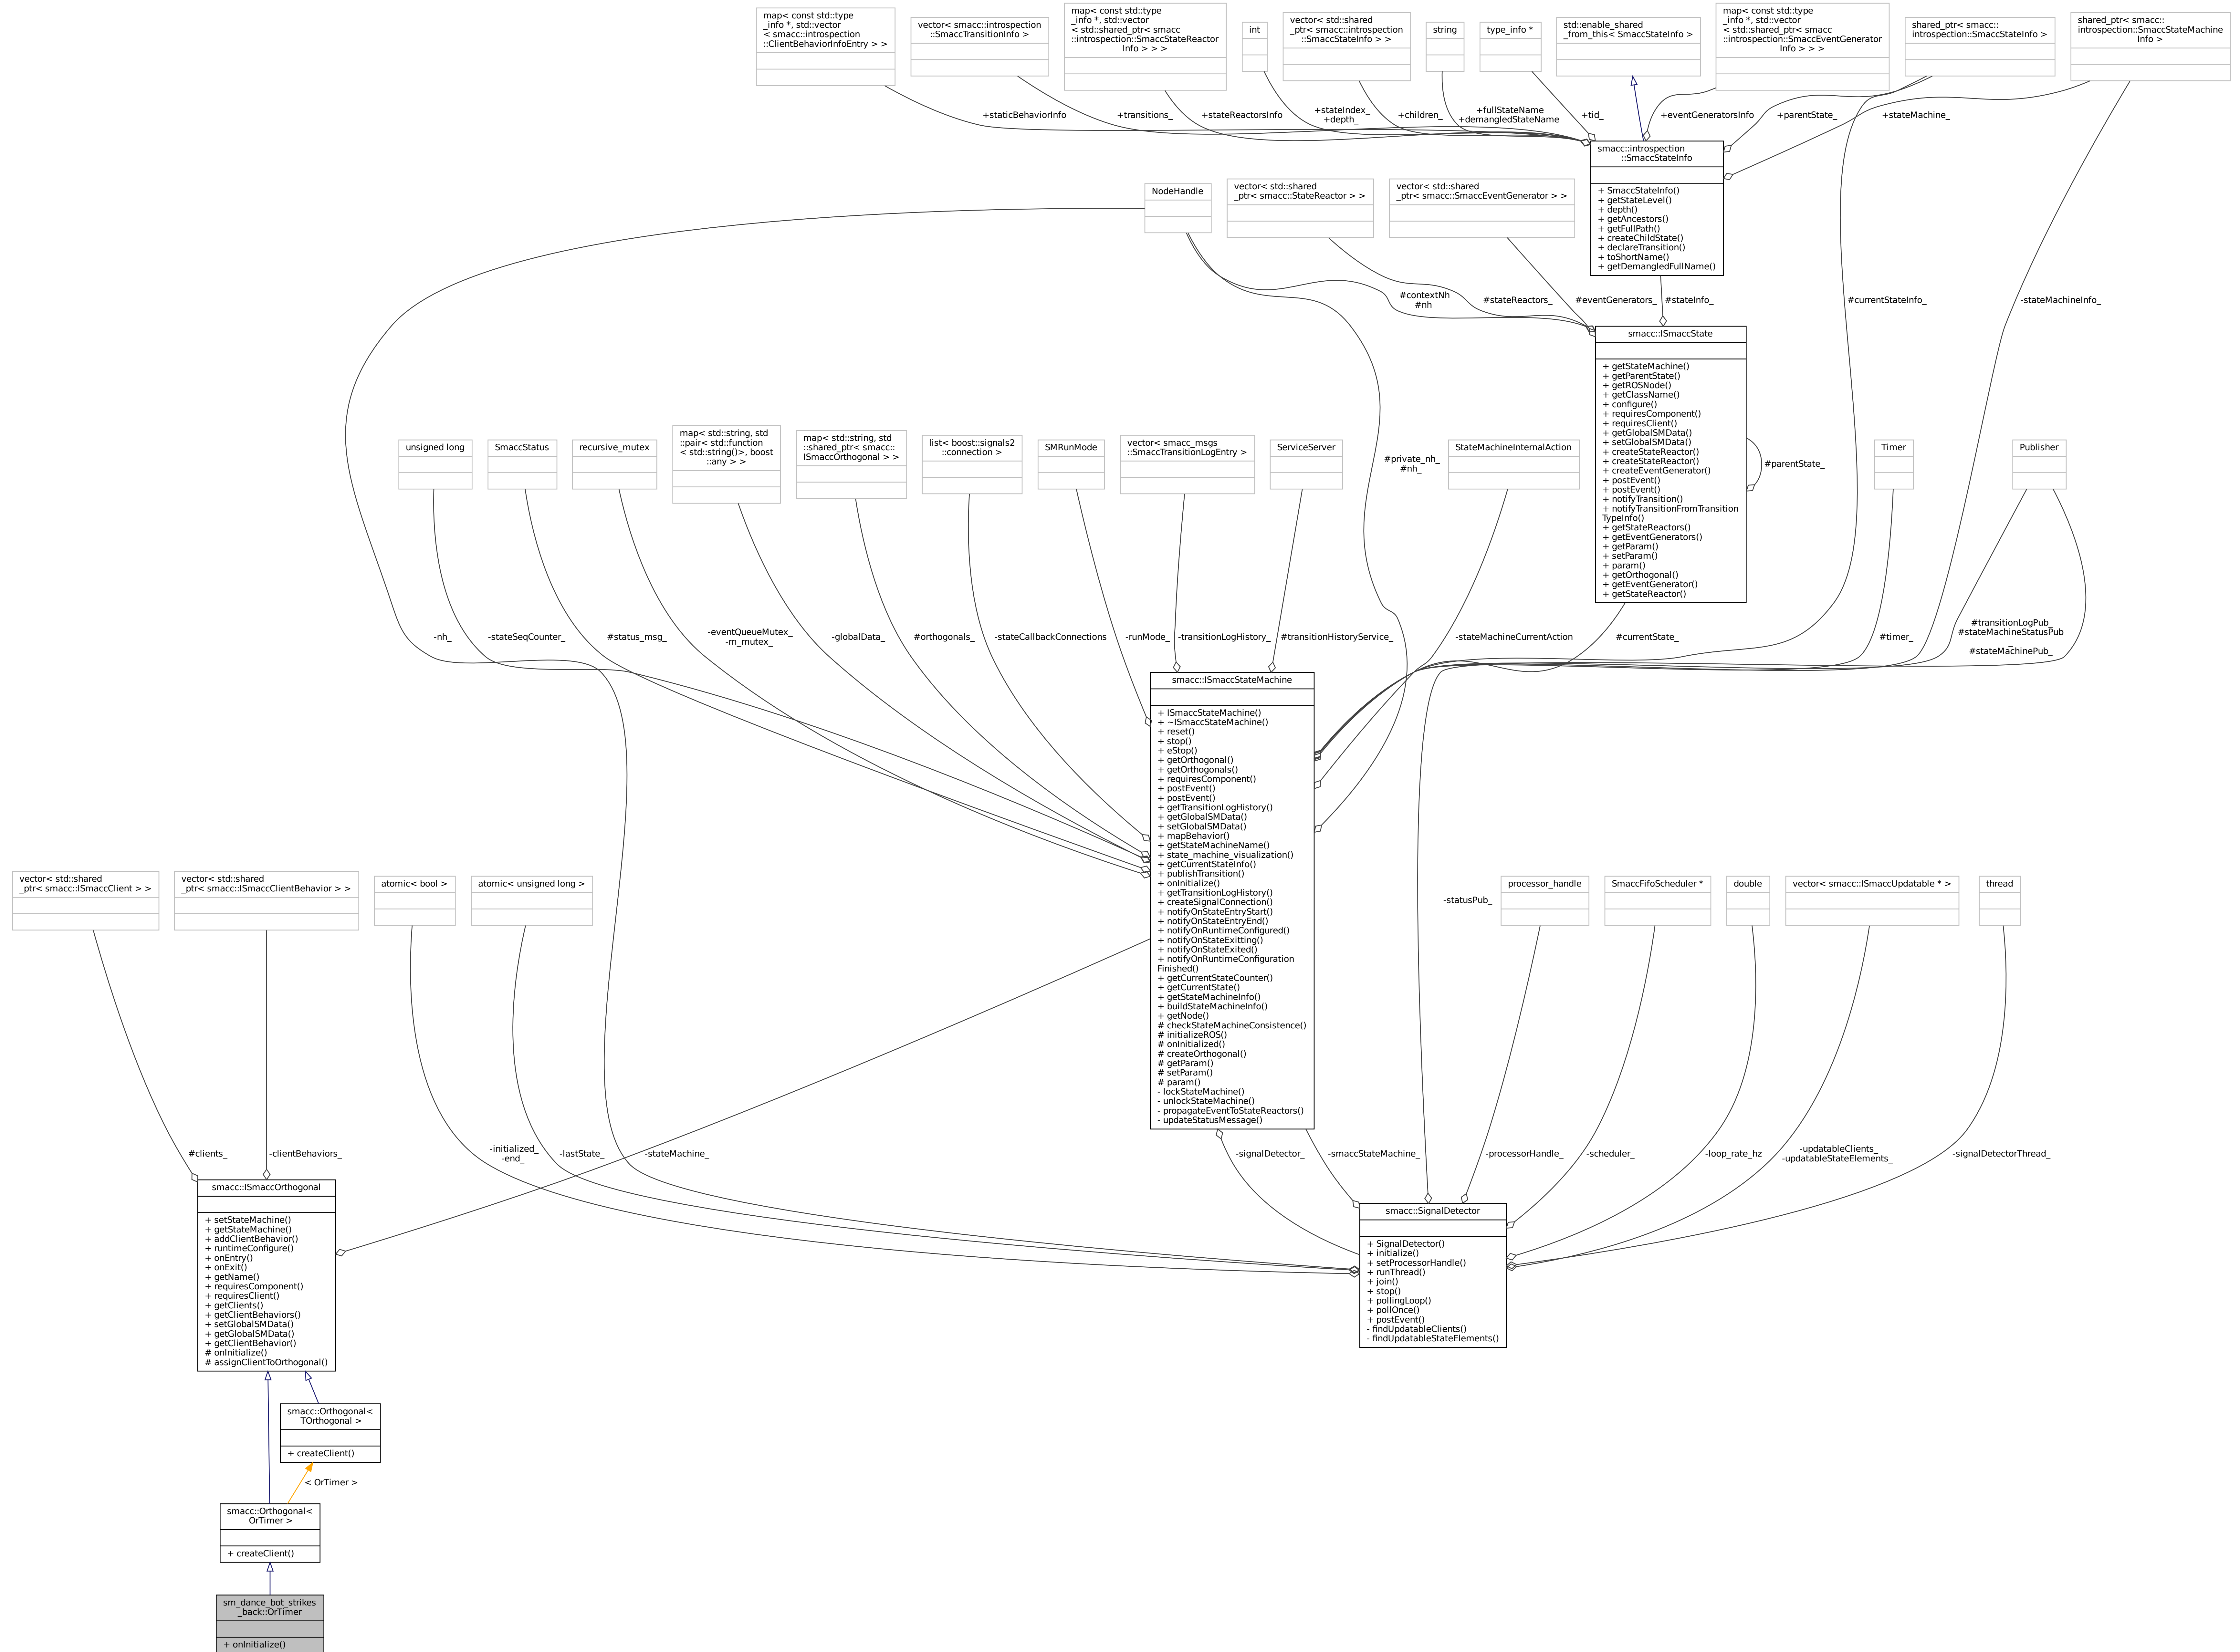 map< const std::type
_info *, std::vector
< smacc::introspection
::ClientBehaviorInfoEntry > >
vector< smacc::introspection
::SmaccTransitionInfo >
map< const std::type
_info *, std::vector
< std::shared_ptr< smacc
::introspection::SmaccStateReactor
Info > > >
int
vector< std::shared
_ptr< smacc::introspection
::SmaccStateInfo > >
string
type_info *
std::enable_shared
_from_this< SmaccStateInfo >
map< const std::type
_info *, std::vector
< std::shared_ptr< smacc
::introspection::SmaccEventGenerator
Info > > >
shared_ptr< smacc::
introspection::SmaccStateInfo >
shared_ptr< smacc::
introspection::SmaccStateMachine
Info >
+staticBehaviorInfo
+transitions_
+stateReactorsInfo
+stateIndex_
+depth_
+children_
+fullStateName
+demangledStateName
+tid_
+eventGeneratorsInfo
+parentState_
+stateMachine_
smacc::introspection
::SmaccStateInfo
+ SmaccStateInfo()
+ getStateLevel()
+ depth()
+ getAncestors()
+ getFullPath()
+ createChildState()
+ declareTransition()
+ toShortName()
+ getDemangledFullName()
NodeHandle
vector< std::shared
_ptr< smacc::StateReactor > >
vector< std::shared
_ptr< smacc::SmaccEventGenerator > >
#contextNh
#nh
#stateReactors_
#eventGenerators_
#stateInfo_
#currentStateInfo_
-stateMachineInfo_
smacc::ISmaccState
+ getStateMachine()
+ getParentState()
+ getROSNode()
+ getClassName()
+ configure()
+ requiresComponent()
+ requiresClient()
+ getGlobalSMData()
+ setGlobalSMData()
+ createStateReactor()
+ createStateReactor()
+ createEventGenerator()
+ postEvent()
+ postEvent()
+ notifyTransition()
+ notifyTransitionFromTransition
TypeInfo()
+ getStateReactors()
+ getEventGenerators()
+ getParam()
+ setParam()
+ param()
+ getOrthogonal()
+ getEventGenerator()
+ getStateReactor()
#parentState_
unsigned long
SmaccStatus
recursive_mutex
map< std::string, std
::pair< std::function
< std::string()>, boost
::any > >
map< std::string, std
::shared_ptr< smacc::
ISmaccOrthogonal > >
list< boost::signals2
::connection >
SMRunMode
vector< smacc_msgs
::SmaccTransitionLogEntry >
ServiceServer
#private_nh_
#nh_
StateMachineInternalAction
Timer
Publisher
-nh_
-stateSeqCounter_
#status_msg_
-eventQueueMutex_
-m_mutex_
-globalData_
#orthogonals_
-stateCallbackConnections
-runMode_
-transitionLogHistory_
#transitionHistoryService_
-stateMachineCurrentAction
#currentState_
#timer_
#transitionLogPub_
#stateMachineStatusPub
_
#stateMachinePub_
smacc::ISmaccStateMachine
+ ISmaccStateMachine()
+ ~ISmaccStateMachine()
+ reset()
+ stop()
+ eStop()
+ getOrthogonal()
+ getOrthogonals()
+ requiresComponent()
+ postEvent()
+ postEvent()
+ getTransitionLogHistory()
+ getGlobalSMData()
+ setGlobalSMData()
+ mapBehavior()
+ getStateMachineName()
+ state_machine_visualization()
+ getCurrentStateInfo()
+ publishTransition()
+ onInitialize()
+ getTransitionLogHistory()
+ createSignalConnection()
+ notifyOnStateEntryStart()
+ notifyOnStateEntryEnd()
+ notifyOnRuntimeConfigured()
+ notifyOnStateExitting()
+ notifyOnStateExited()
+ notifyOnRuntimeConfiguration
Finished()
+ getCurrentStateCounter()
+ getCurrentState()
+ getStateMachineInfo()
+ buildStateMachineInfo()
+ getNode()
# checkStateMachineConsistence()
# initializeROS()
# onInitialized()
# createOrthogonal()
# getParam()
# setParam()
# param()
- lockStateMachine()
- unlockStateMachine()
- propagateEventToStateReactors()
- updateStatusMessage()
vector< std::shared
_ptr< smacc::ISmaccClient > >
vector< std::shared
_ptr< smacc::ISmaccClientBehavior > >
atomic< bool >
atomic< unsigned long >
-statusPub_
processor_handle
SmaccFifoScheduler *
double
vector< smacc::ISmaccUpdatable * >
thread
#clients_
-clientBehaviors_
-initialized_
-end_
-lastState_
-stateMachine_
-signalDetector_
-smaccStateMachine_
-processorHandle_
-scheduler_
-loop_rate_hz
-updatableClients_
-updatableStateElements_
-signalDetectorThread_
smacc::ISmaccOrthogonal
+ setStateMachine()
+ getStateMachine()
+ addClientBehavior()
+ runtimeConfigure()
+ onEntry()
+ onExit()
+ getName()
+ requiresComponent()
+ requiresClient()
+ getClients()
+ getClientBehaviors()
+ setGlobalSMData()
+ getGlobalSMData()
+ getClientBehavior()
# onInitialize()
# assignClientToOrthogonal()
smacc::SignalDetector
+ SignalDetector()
+ initialize()
+ setProcessorHandle()
+ runThread()
+ join()
+ stop()
+ pollingLoop()
+ pollOnce()
+ postEvent()
- findUpdatableClients()
- findUpdatableStateElements()
smacc::Orthogonal<
TOrthogonal >
+ createClient()
< OrTimer >
smacc::Orthogonal<
OrTimer >
+ createClient()
sm_dance_bot_strikes
_back::OrTimer
+ onInitialize()